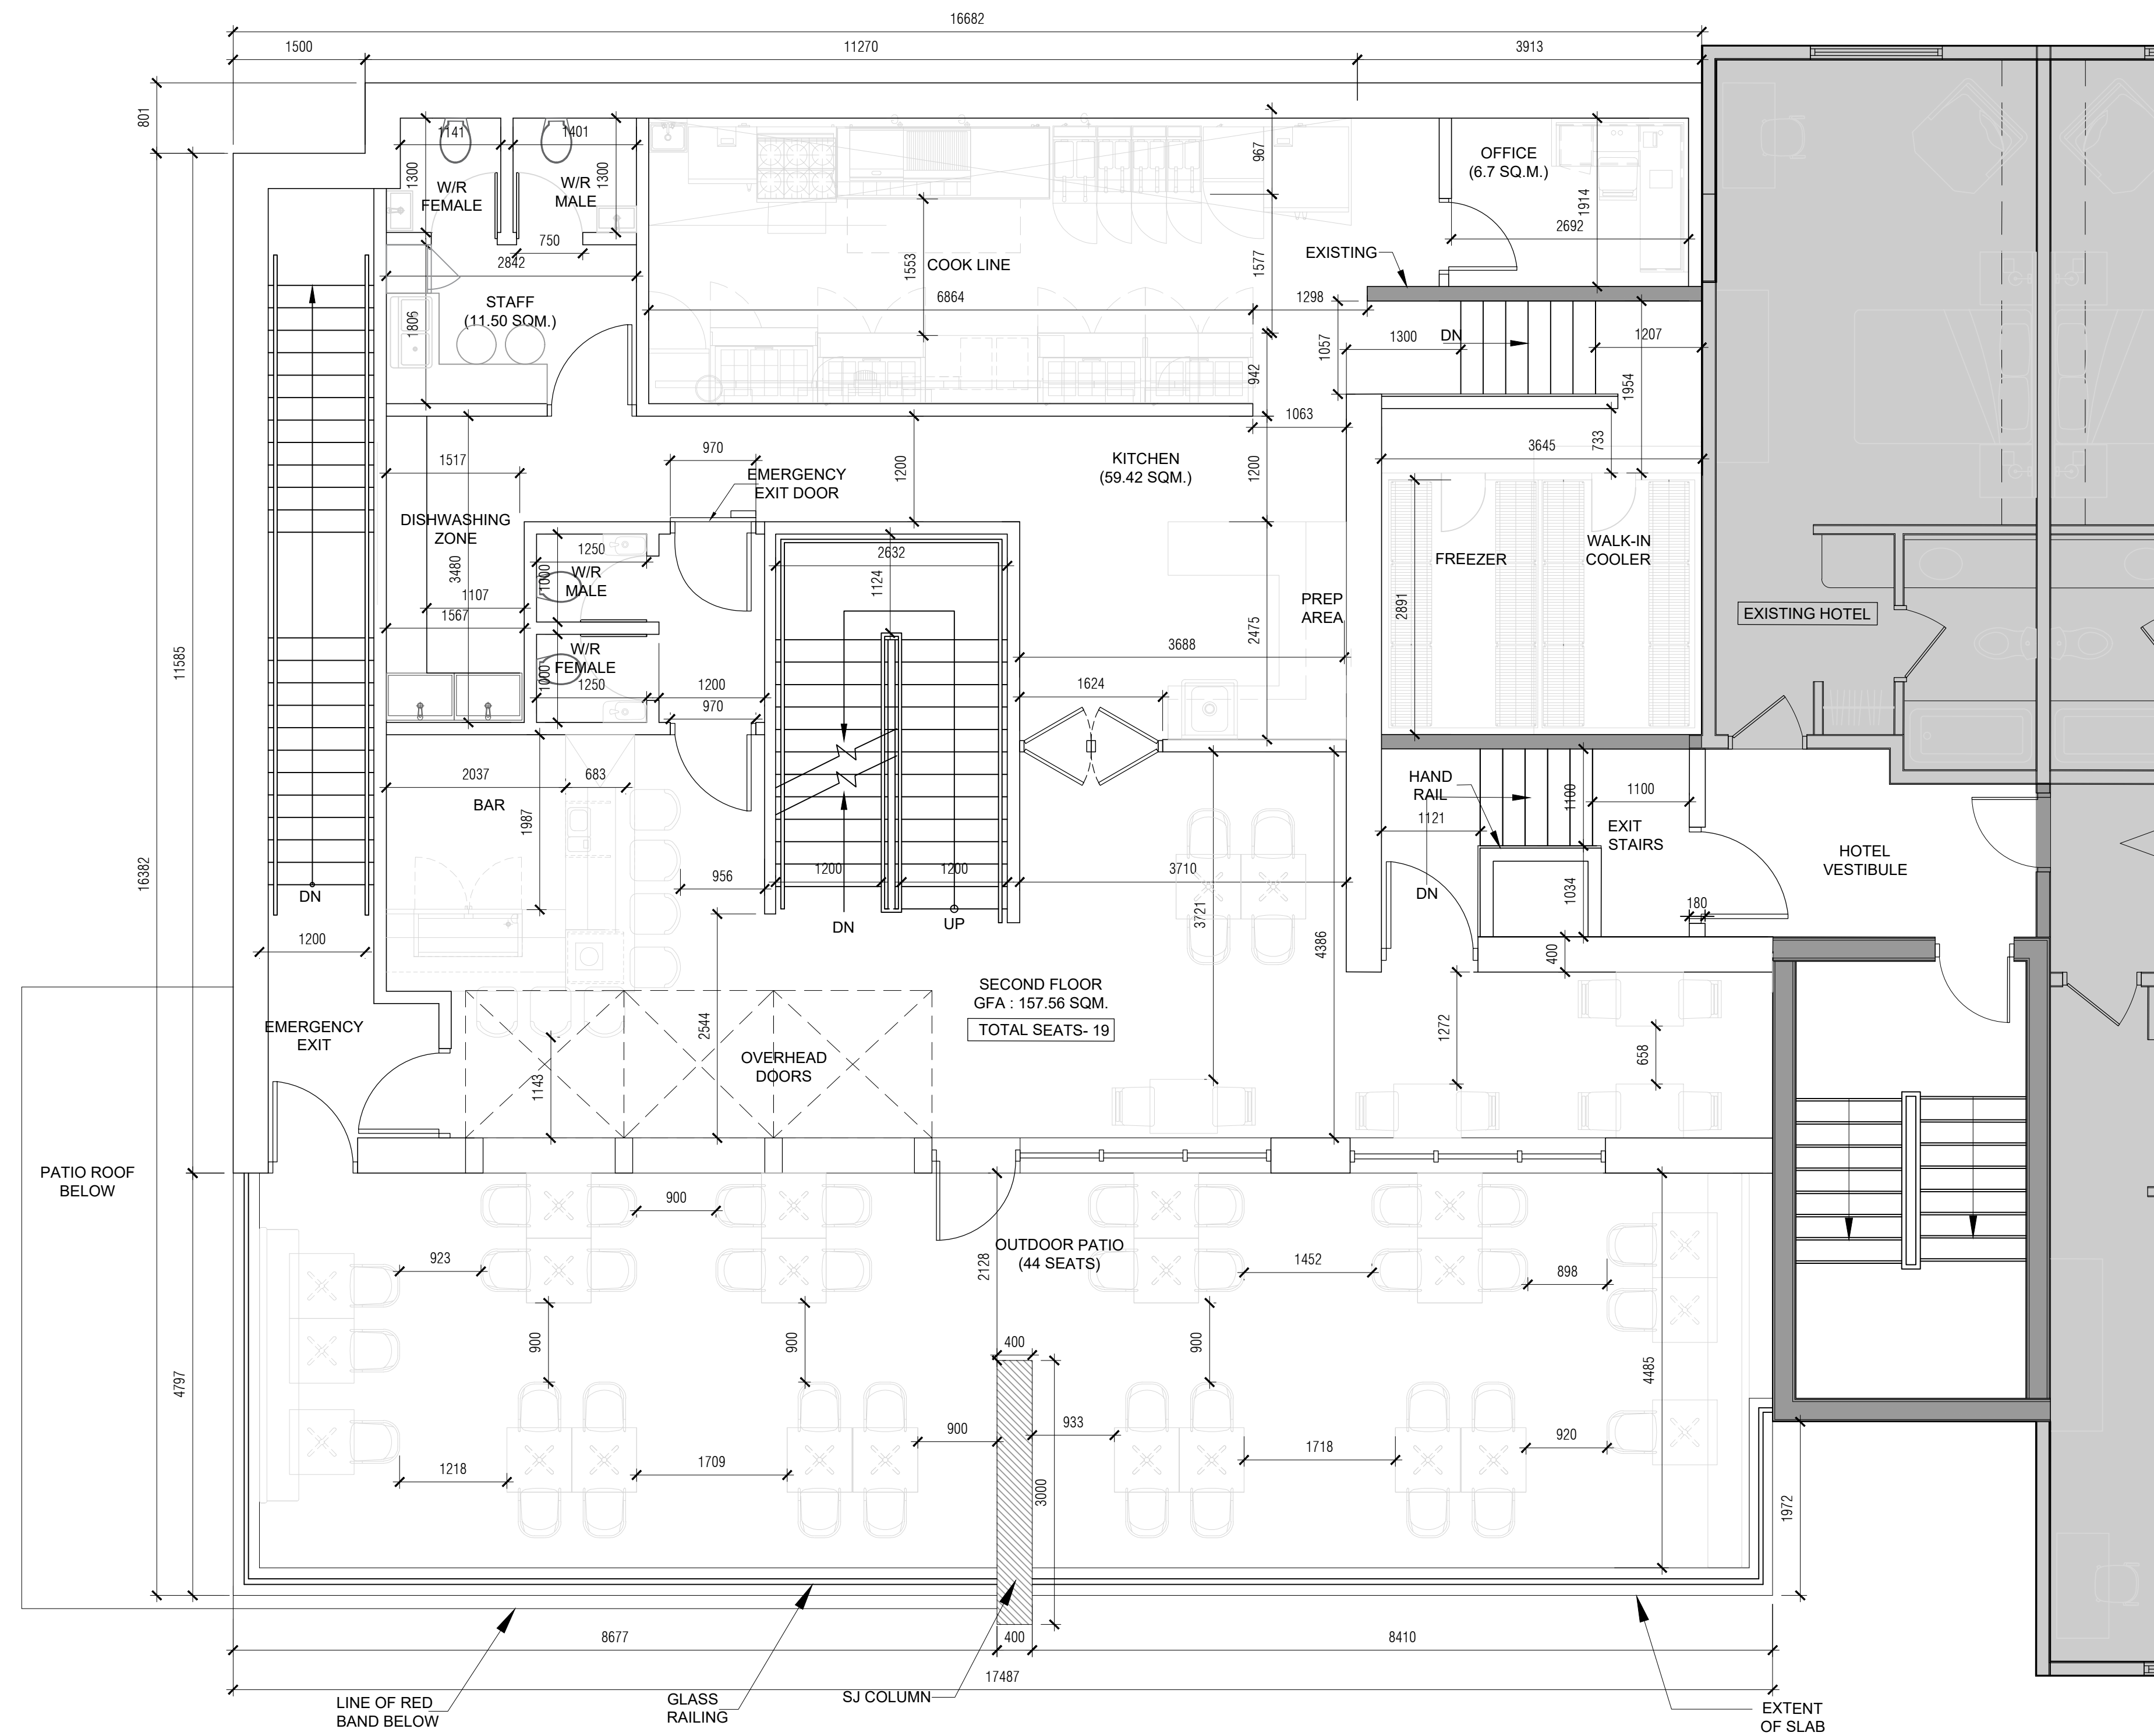 16682
1500
11270
3913
801
1141
1401
1300
W/R
FEMALE
W/R
MALE
1300
750
2842
967
1577
OFFICE
(6.7 SQ.M.)
1914
2692
EXISTING
1553
COOK LINE
6864
1298
STAFF
(11.50 SQM.)
1806
1057
1300
DN
1207
942
1954
1063
733
3645
970
1517
EMERGENCY
EXIT DOOR
1200
KITCHEN
(59.42 SQM.)
1200
DISHWASHING
ZONE
3480
1250
1000
W/R
MALE
2632
1124
FREEZER
WALK-IN
COOLER
1107
1567
2891
PREP
AREA
EXISTING HOTEL
2475
11585
W/R
FEMALE
1000
1250
1200
970
3688
1624
2037
683
BAR
1987
HAND
RAIL
1121
1100
1100
EXIT
STAIRS
HOTEL
VESTIBULE
16382
DN
956
1200
1200
3710
DN
UP
3721
4386
DN
1034
180
1200
400
SECOND FLOOR
GFA : 157.56 SQM.
TOTAL SEATS- 19
EMERGENCY
EXIT
2544
1143
OVERHEAD
DOORS
1272
658
PATIO ROOF
BELOW
900
923
OUTDOOR PATIO
(44 SEATS)
2128
1452
898
900
900
900
400
4485
4797
900
933
1218
1709
1718
920
3000
1972
8677
400
8410
17487
LINE OF RED
BAND BELOW
GLASS
RAILING
SJ COLUMN
EXTENT
OF SLAB